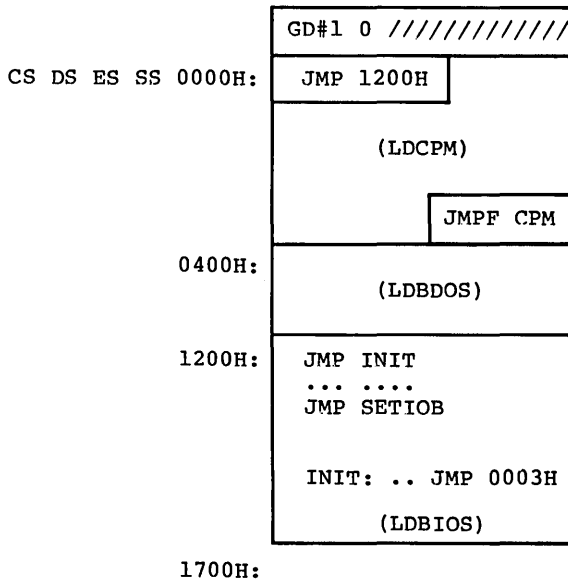 GD#1 0 /////////////
CS DS ES SS 0000H: JMP 1200H
(LDCPM)
JMPF CPM
0400H:
(LDBDOS)
1200H: JMP INIT
... ....
JMP SETIOB
INIT: .. JMP 0003H
(LDBIOS)
1700H: